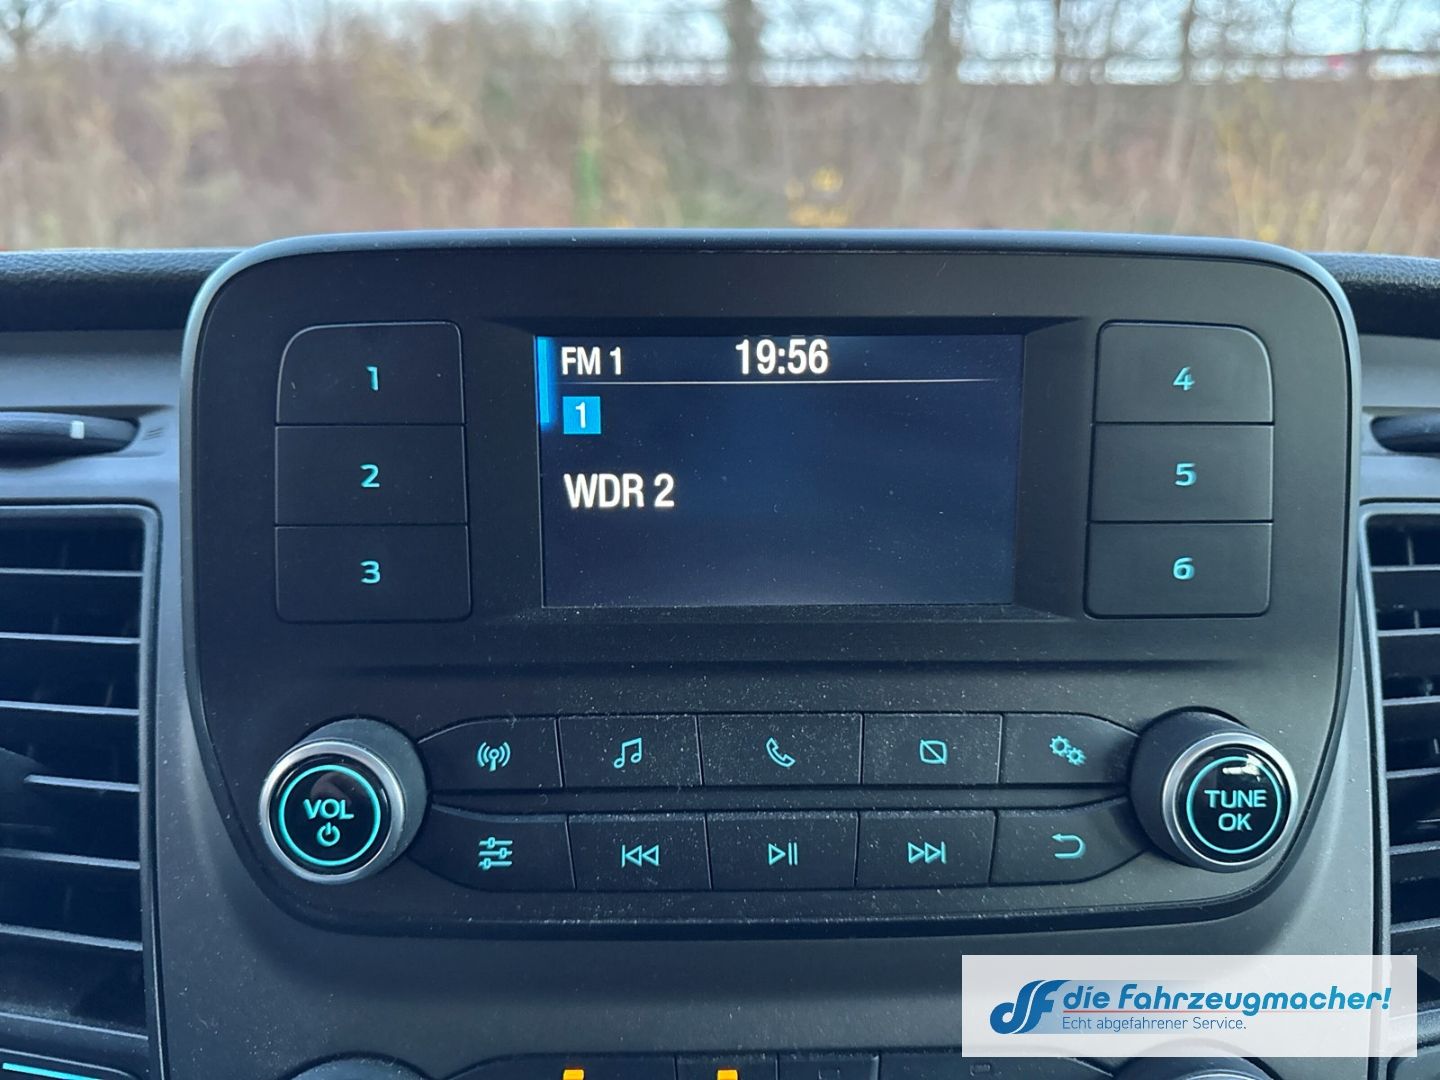 FM 1 19:56
1
WDR 2
1
2
3
4
5
6
VOL
TUNE
OK
die Fahrzeugmacher!
Echt abgefahrener Service.